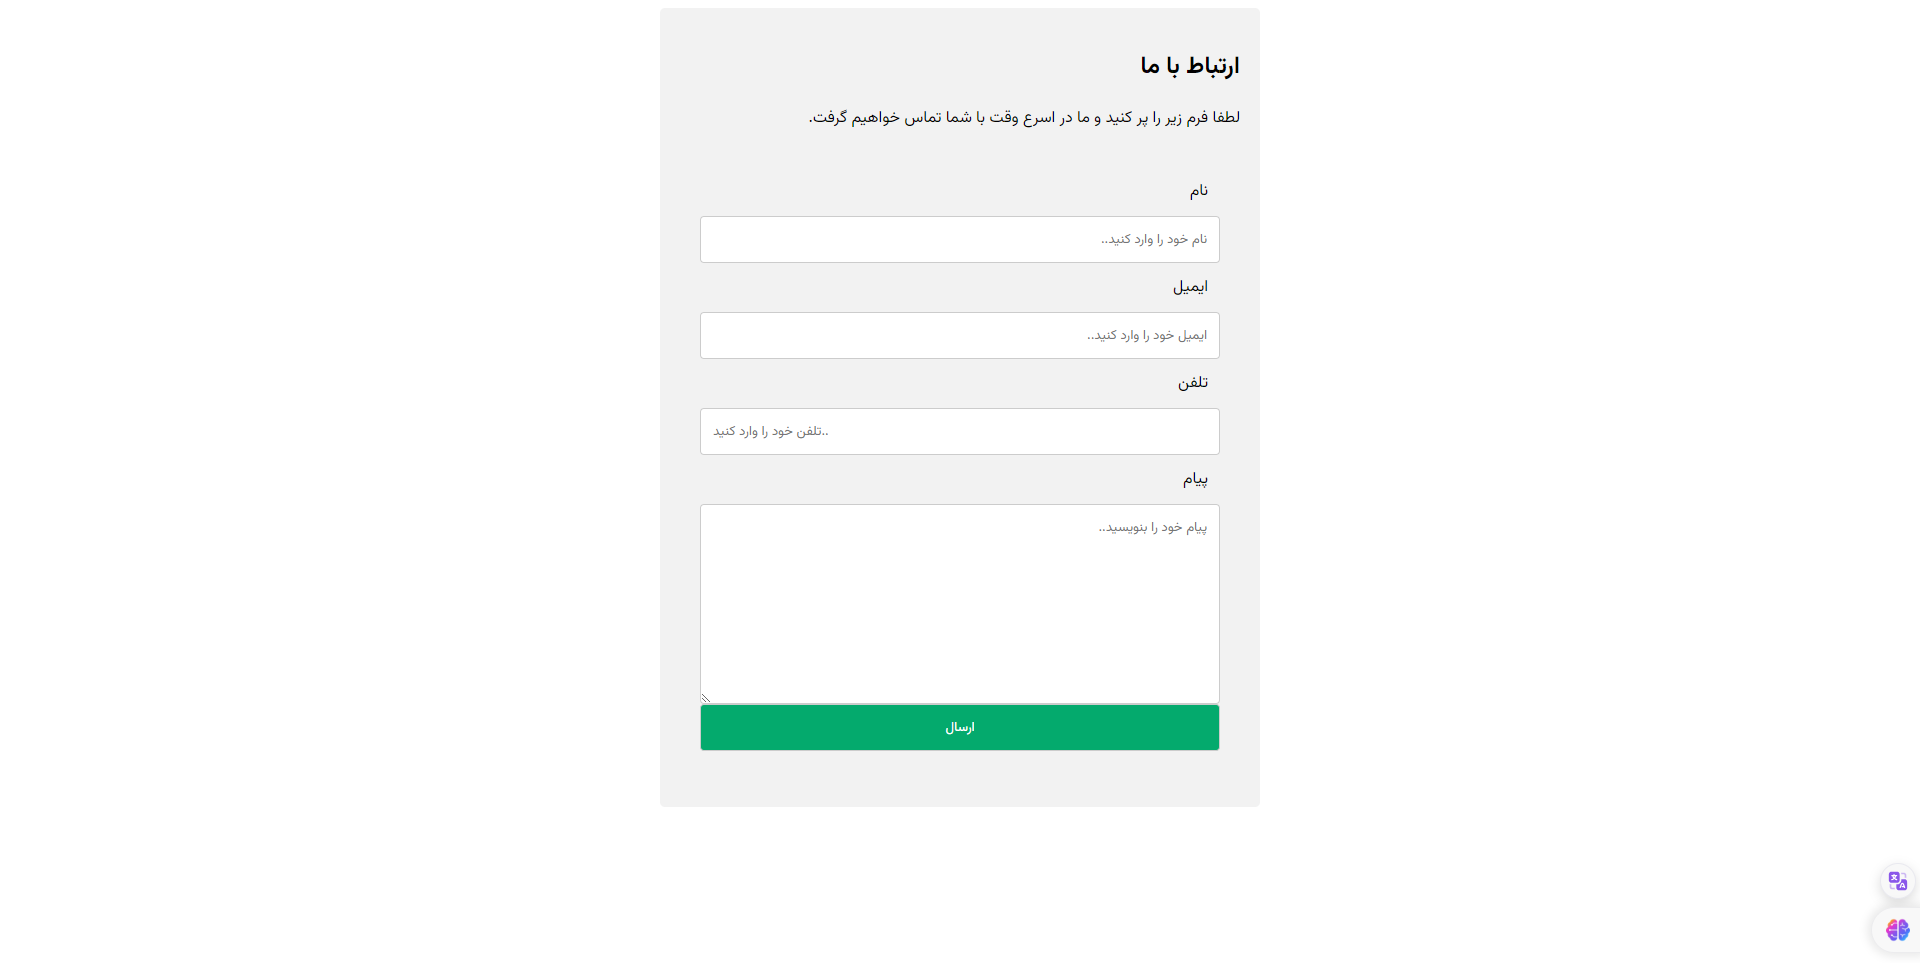 ارتباط با ما
لطفا فرم زیر را پر کنید و ما در اسرع وقت با شما تماس خواهیم گرفت.
نام
نام خود را وارد کنید..
ایمیل
ایمیل خود را وارد کنید..
تلفن
تلفن خود را وارد کنید..
پیام
پیام خود را بنویسید..
ارسال